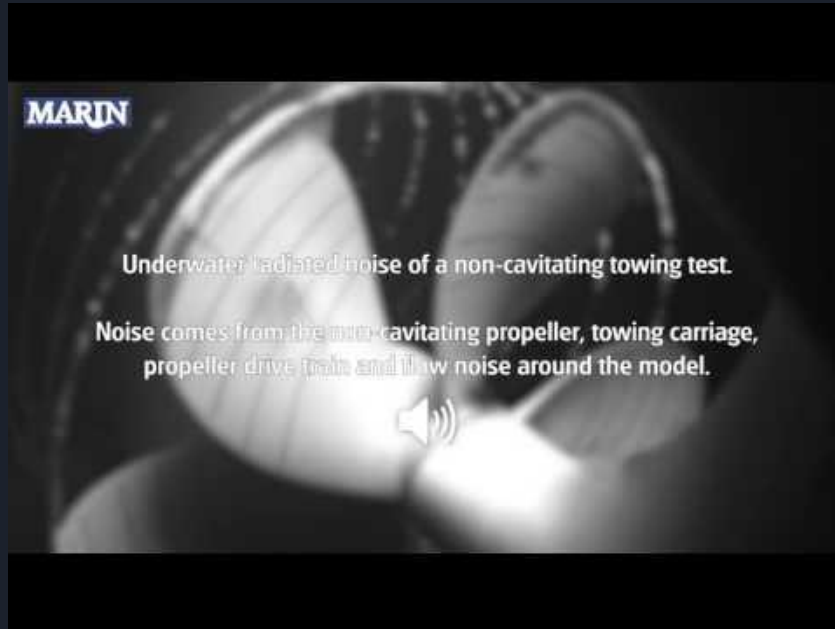 MARIN
Underwater radiated noise of a non-cavitating towing test.
Noise comes from the non-cavitating propeller, towing carriage,
propeller drive train and flow noise around the model.